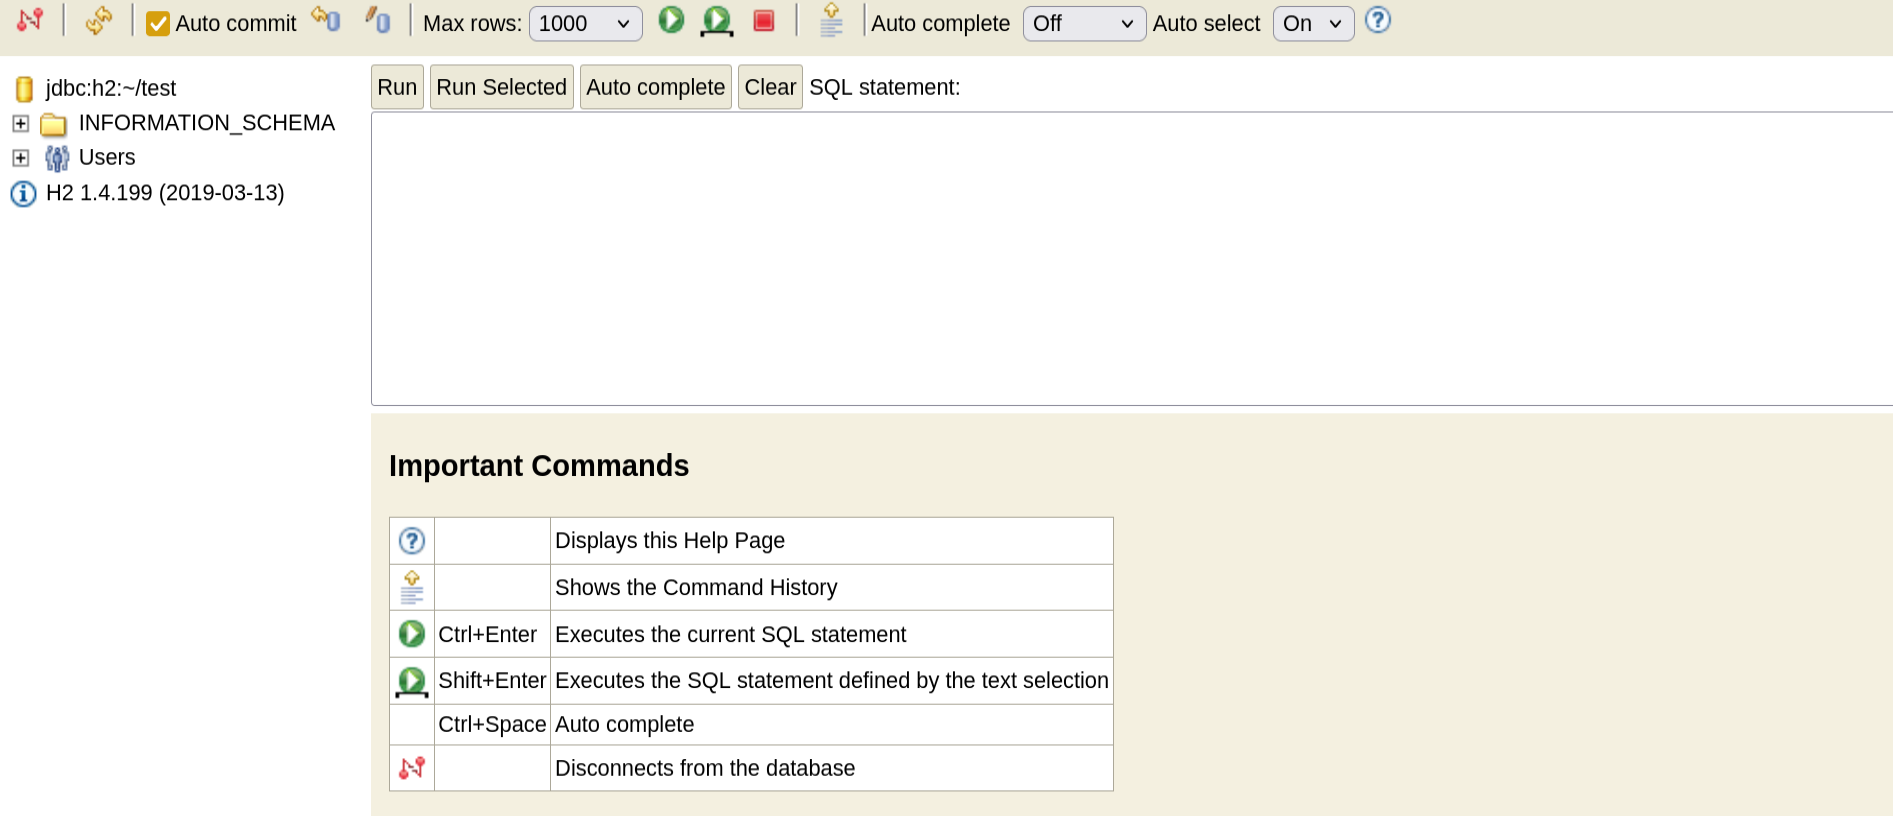 Auto commit Max rows: 1000 Auto complete Off Auto select On
jdbc:h2:~/test
INFORMATION_SCHEMA
Users
H2 1.4.199 (2019-03-13)
Run Run Selected Auto complete Clear SQL statement:
Important Commands
Displays this Help Page
Shows the Command History
Ctrl+Enter Executes the current SQL statement
Shift+Enter Executes the SQL statement defined by the text selection
Ctrl+Space Auto complete
Disconnects from the database